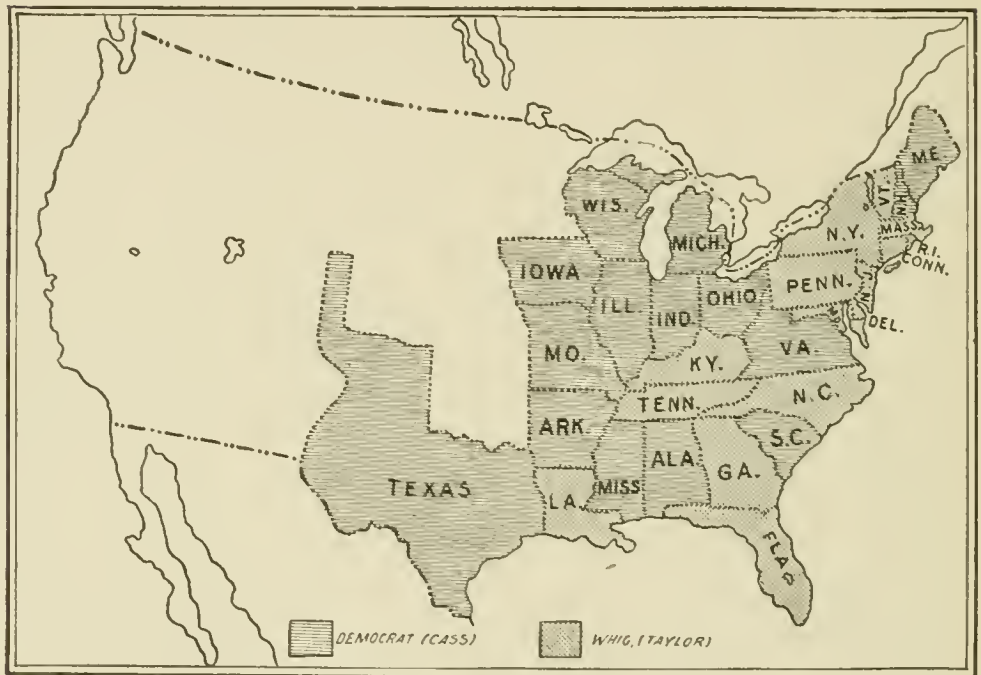 ME.
WIS.
VT.
N.H.
N.Y.
MASS.
MICH.
R.I.
CONN.
IOWA
PENN.
N.J.
ILL.
IND.
OHIO
MD.
DEL.
MO.
VA.
KY.
N.C.
TENN.
ARK.
S.C.
ALA.
GA.
TEXAS
LA.
MISS.
FLA.
DEMOCRAT (CASS)
WHIG, (TAYLOR)